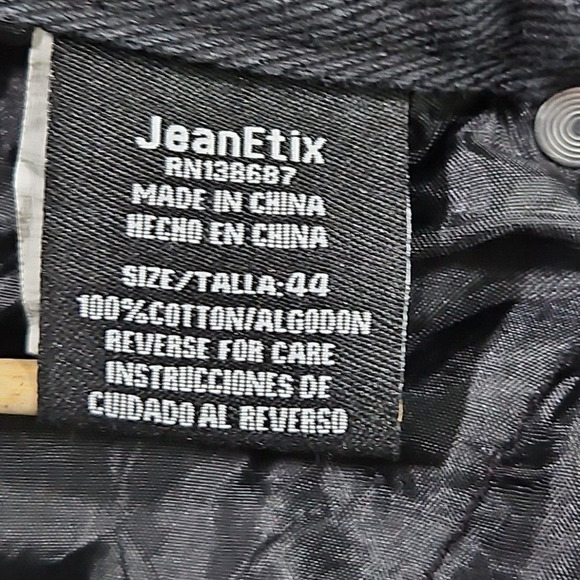 JeanEtix
RN138687
MADE IN CHINA
HECHO EN CHINA
SIZE/TALLA:44
100%COTTON/ALGODON
REVERSE FOR CARE
INSTRUCCIONES DE
CUIDADO AL REVERSO